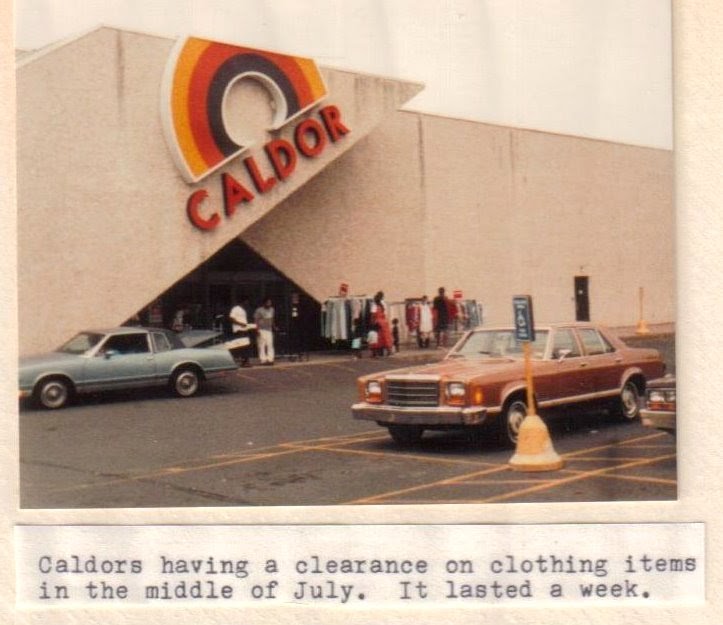 CALDOR
Caldors having a clearance on clothing items
in the middle of July.  It lasted a week.